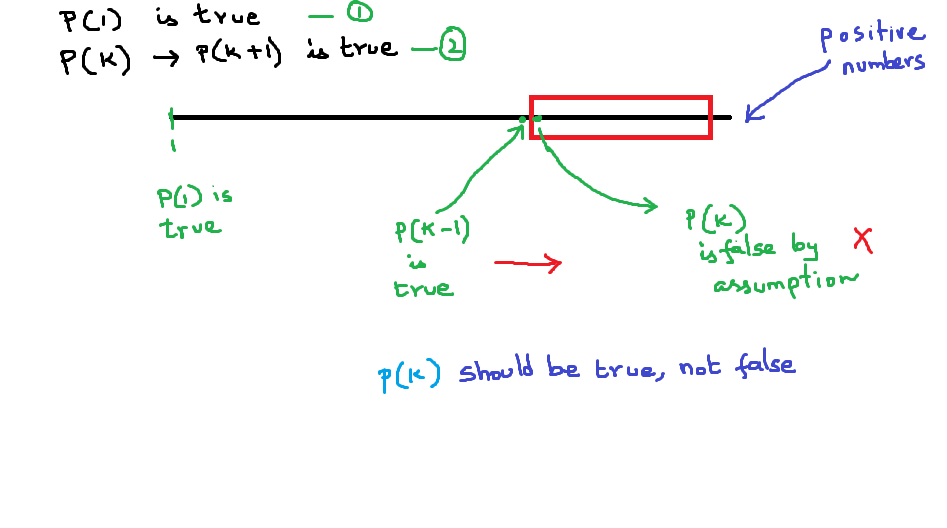 P(1) is true — ①
P(K) → P(K+1) is true — ②
positive
numbers
P(1) is
true
P(K-1)
is
true
P(K)
is false by
assumption
X
P(K) should be true, not false